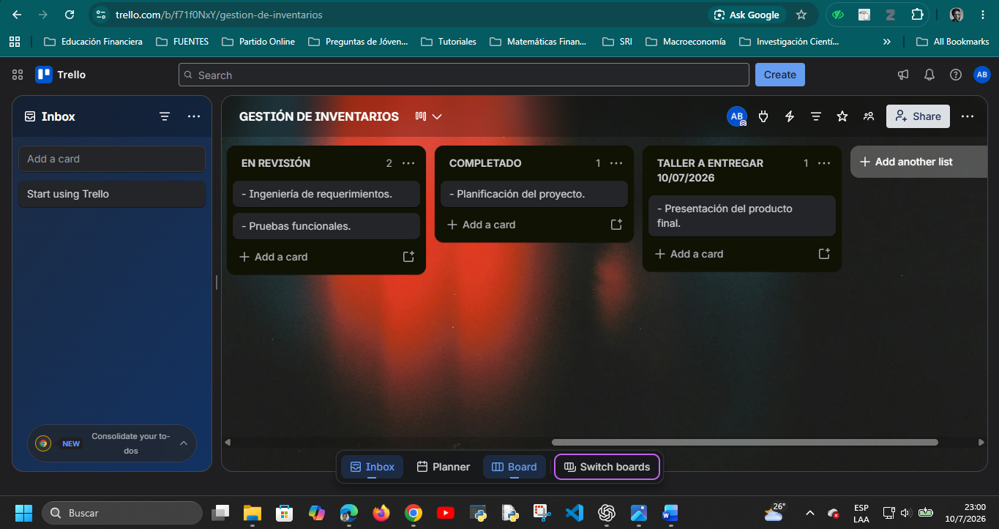 trello.com/b/f71f0NxY/gestion-de-inventarios
Ask Google
Educación Financiera
FUENTES
Partido Online
Preguntas de Jóven...
Tutoriales
Matemáticas Finan...
SRI
Macroeconomía
Investigación Cientí...
»
All Bookmarks
Trello
Search
Create
AB
Inbox
Add a card
Start using Trello
NEW
Consolidate your to-
dos
GESTIÓN DE INVENTARIOS
AB
Share
EN REVISIÓN
2
- Ingeniería de requerimientos.
- Pruebas funcionales.
+ Add a card
COMPLETADO
1
- Planificación del proyecto.
+ Add a card
TALLER A ENTREGAR
10/07/2026
1
- Presentación del producto
final.
+ Add a card
+ Add another list
Inbox
Planner
Board
Switch boards
Buscar
26°
ESP
LAA
23:00
10/7/2026